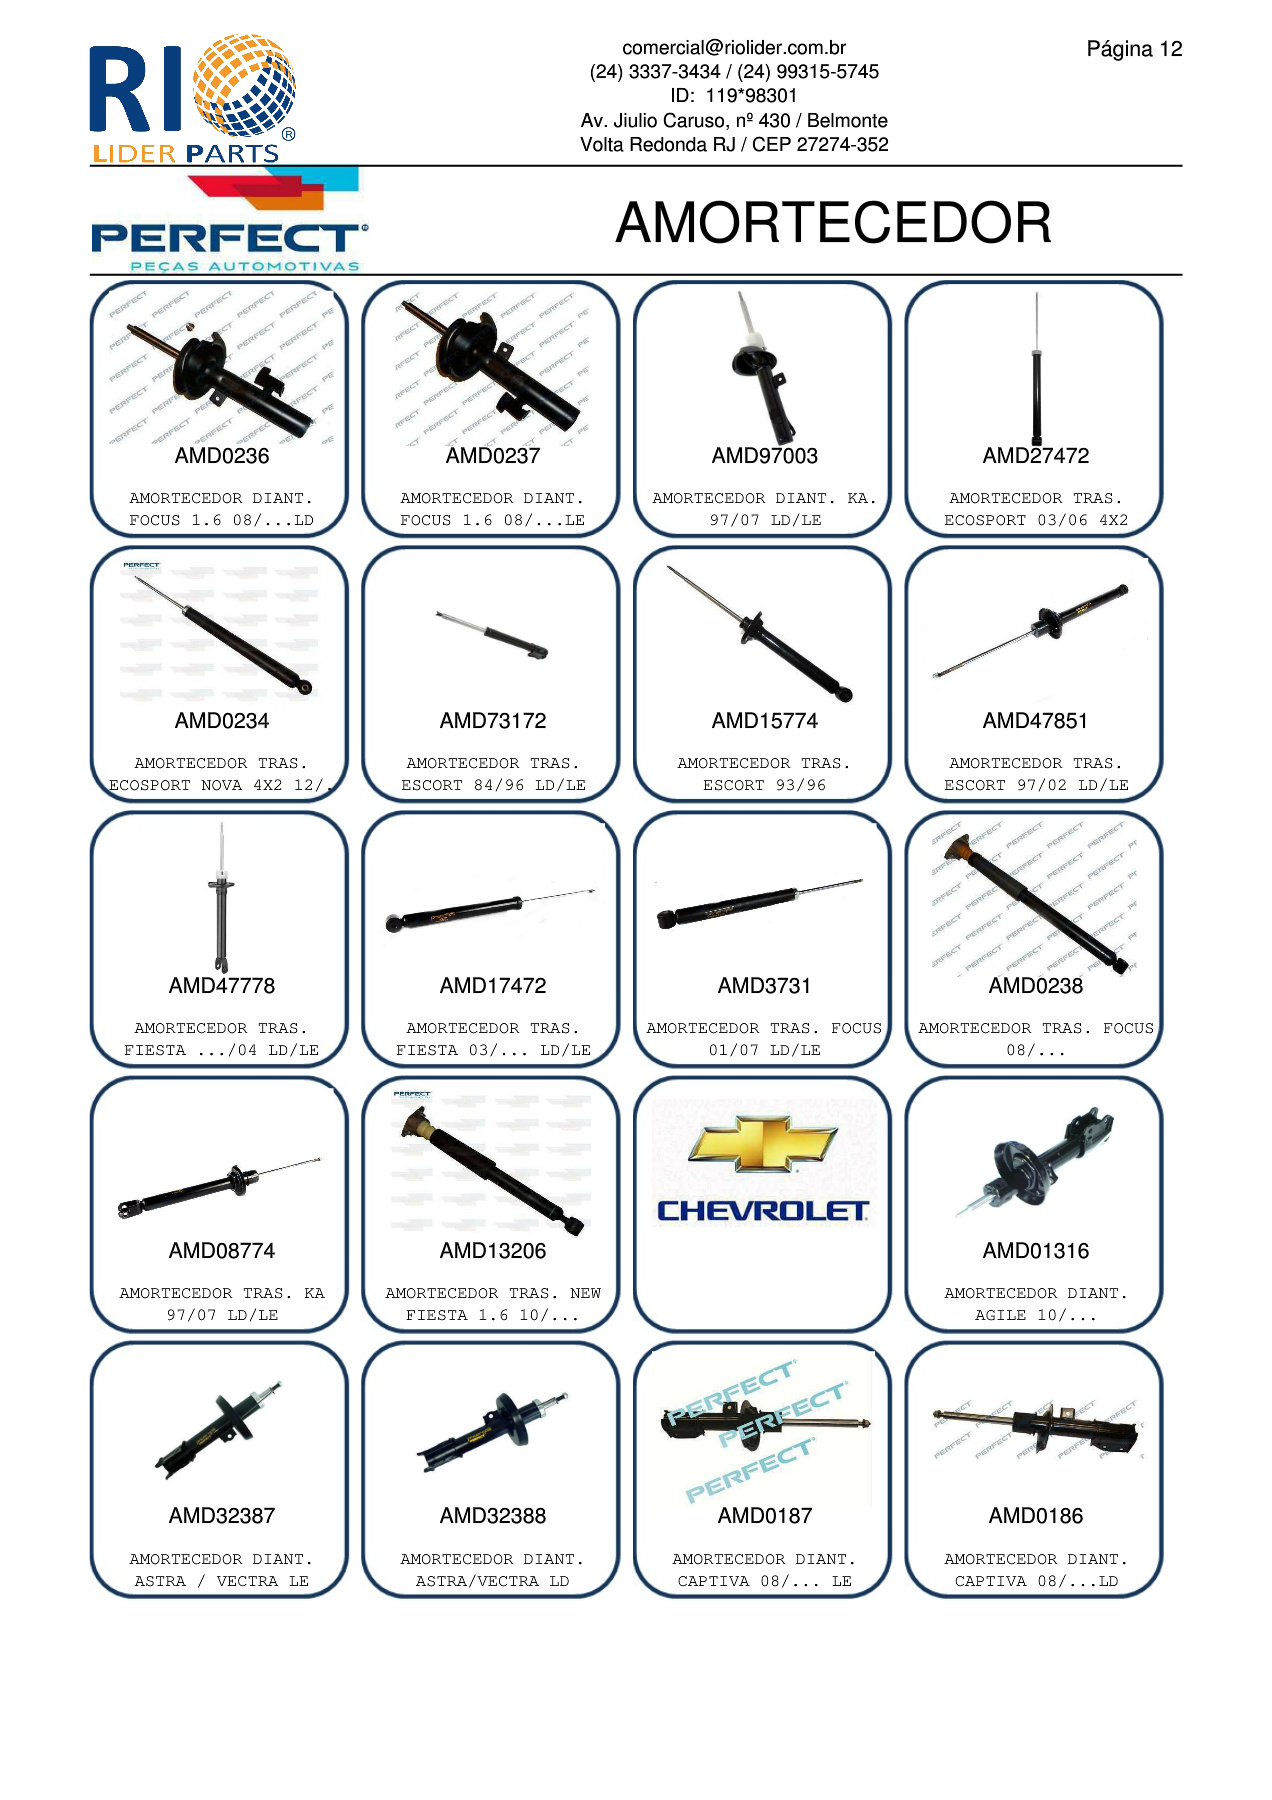 comercial@riolider.com.br
Página 12
(24) 3337-3434 / (24) 99315-5745
ID: 119*98301
Av. Jiulio Caruso, nº 430 / Belmonte
Volta Redonda RJ / CEP 27274-352
RIO
LIDER PARTS
PERFECT
PEÇAS AUTOMOTIVAS
AMORTECEDOR
AMD0236
AMORTECEDOR DIANT.
FOCUS 1.6 08/...LD
AMD0237
AMORTECEDOR DIANT.
FOCUS 1.6 08/...LE
AMD97003
AMORTECEDOR DIANT. KA.
97/07 LD/LE
AMD27472
AMORTECEDOR TRAS.
ECOSPORT 03/06 4X2
PERFECT
AMD0234
AMORTECEDOR TRAS.
ECOSPORT NOVA 4X2 12/.
AMD73172
AMORTECEDOR TRAS.
ESCORT 84/96 LD/LE
AMD15774
AMORTECEDOR TRAS.
ESCORT 93/96
AMD47851
AMORTECEDOR TRAS.
ESCORT 97/02 LD/LE
AMD47778
AMORTECEDOR TRAS.
FIESTA .../04 LD/LE
AMD17472
AMORTECEDOR TRAS.
FIESTA 03/... LD/LE
AMD3731
AMORTECEDOR TRAS. FOCUS
01/07 LD/LE
AMD0238
AMORTECEDOR TRAS. FOCUS
08/...
AMD08774
AMORTECEDOR TRAS. KA
97/07 LD/LE
PERFECT
AMD13206
AMORTECEDOR TRAS. NEW
FIESTA 1.6 10/...
CHEVROLET
AMD01316
AMORTECEDOR DIANT.
AGILE 10/...
AMD32387
AMORTECEDOR DIANT.
ASTRA / VECTRA LE
AMD32388
AMORTECEDOR DIANT.
ASTRA/VECTRA LD
PERFECT
PERFECT
PERFECT
AMD0187
AMORTECEDOR DIANT.
CAPTIVA 08/... LE
AMD0186
AMORTECEDOR DIANT.
CAPTIVA 08/...LD